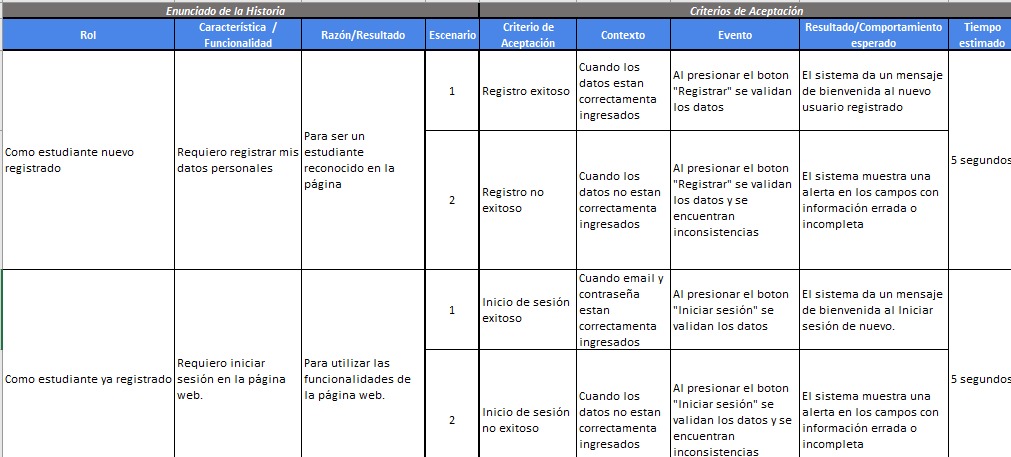 Enunciado de la Historia
Criterios de Aceptación
Rol
Característica /
Funcionalidad
Razón/Resultado
Escenario
Criterio de
Aceptación
Contexto
Evento
Resultado/Comportamiento
esperado
Tiempo
estimado
Como estudiante nuevo
registrado
Requiero registrar mis
datos personales
Para ser un
estudiante
reconocido en la
página
1
Registro exitoso
Cuando los
datos estan
correctamenta
ingresados
Al presionar el boton
"Registrar" se validan
los datos
El sistema da un mensaje
de bienvenida al nuevo
usuario registrado
5 segundos
2
Registro no
exitoso
Cuando los
datos no estan
correctamenta
ingresados
Al presionar el boton
"Registrar" se validan
los datos y se
encuentran
inconsistencias
El sistema muestra una
alerta en los campos con
información errada o
incompleta
Como estudiante ya registrado
Requiero iniciar
sesión en la página
web.
Para utilizar las
funcionalidades de
la página web.
1
Inicio de sesión
exitoso
Cuando email y
contraseña
estan
correctamenta
ingresados
Al presionar el boton
"Iniciar sesión" se
validan los datos
El sistema da un mensaje
de bienvenida al Iniciar
sesión de nuevo.
5 segundos
2
Inicio de sesión
no exitoso
Cuando los
datos no estan
correctamenta
ingresados
Al presionar el boton
"Iniciar sesión" se
validan los datos y se
encuentran
inconsistencias
El sistema muestra una
alerta en los campos con
información errada o
incompleta